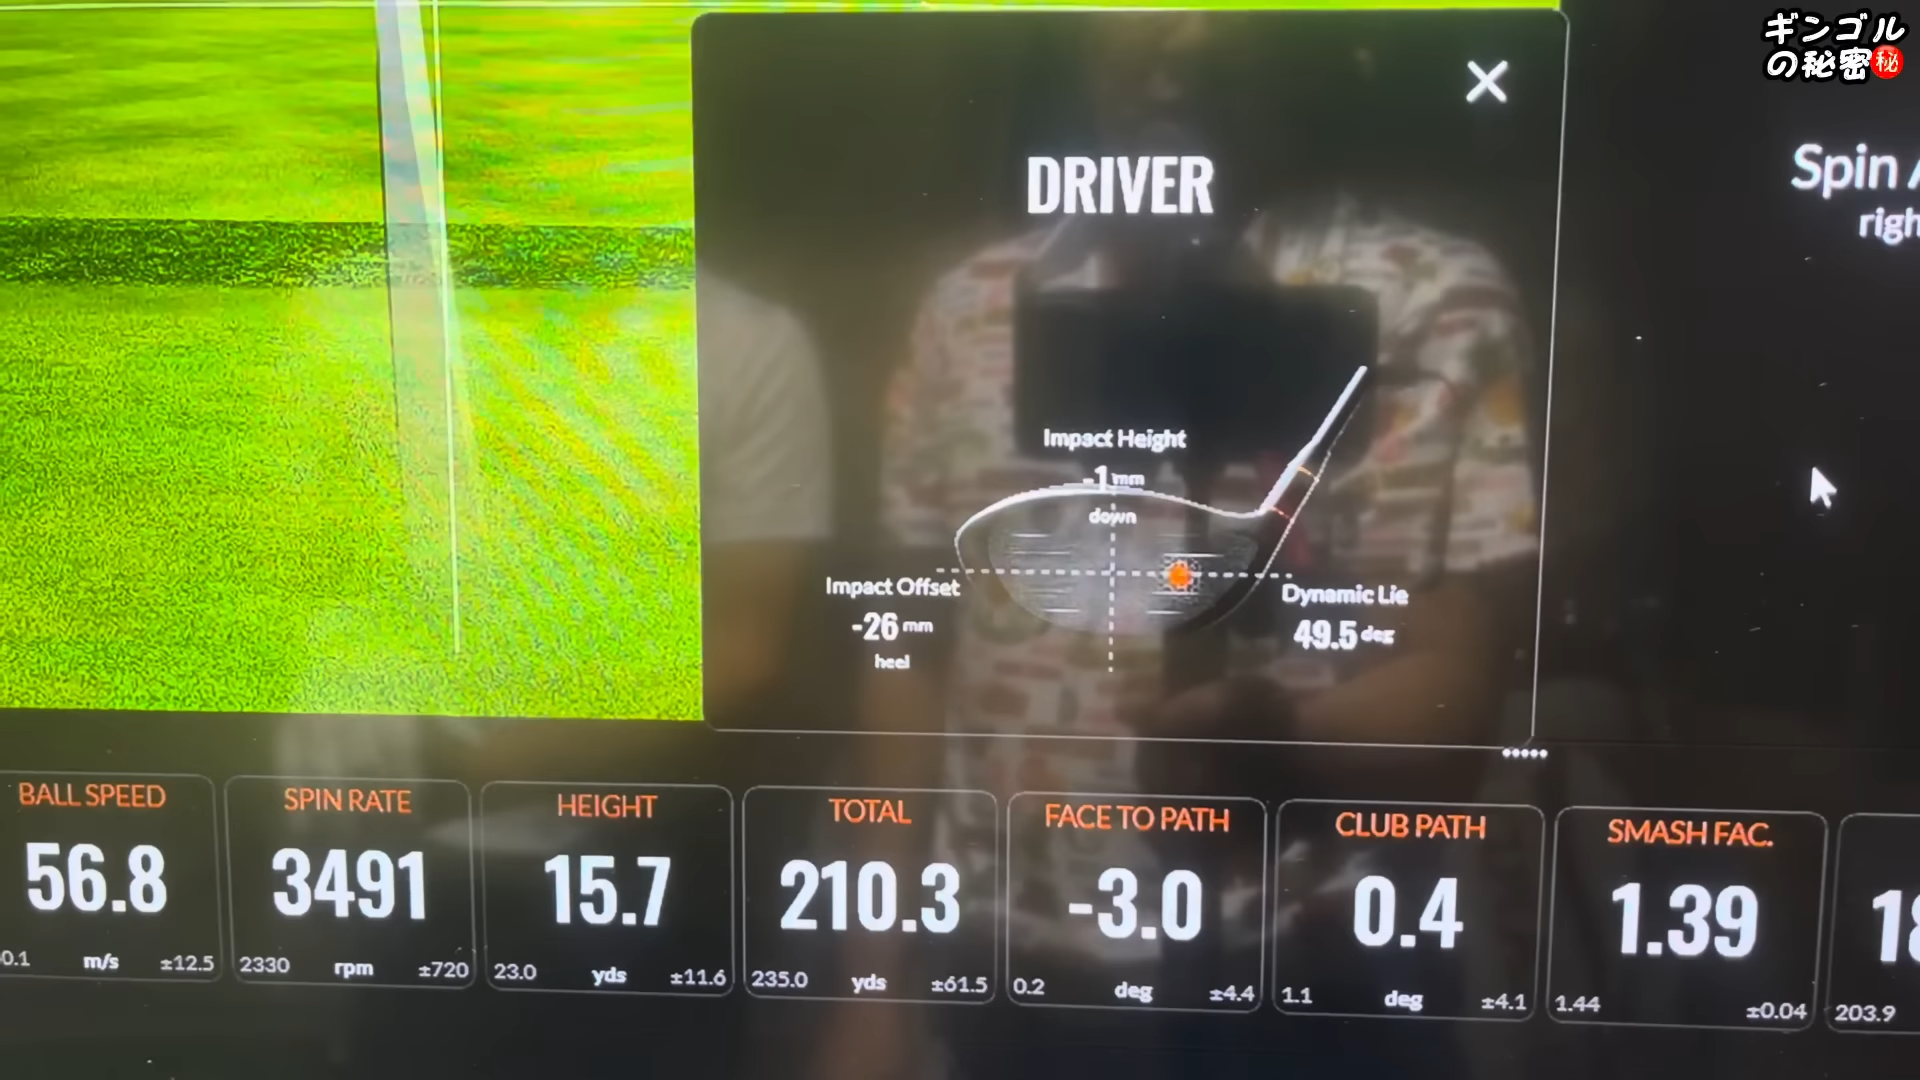 ギンゴル
の秘密㊙
Spin
DRIVER
Impact Height
-1 mm
down
Impact Offset
-26 mm
heel
Dynamic Lie
49.5 deg
BALL SPEED
56.8
m/s ±12.5
SPIN RATE
3491
2330 rpm ±720
HEIGHT
15.7
23.0 yds ±11.6
TOTAL
210.3
235.0 yds ±61.5
FACE TO PATH
-3.0
0.2 deg ±4.4
CLUB PATH
0.4
1.1 deg ±4.1
SMASH FAC.
1.39
1.44 ±0.04
203.9